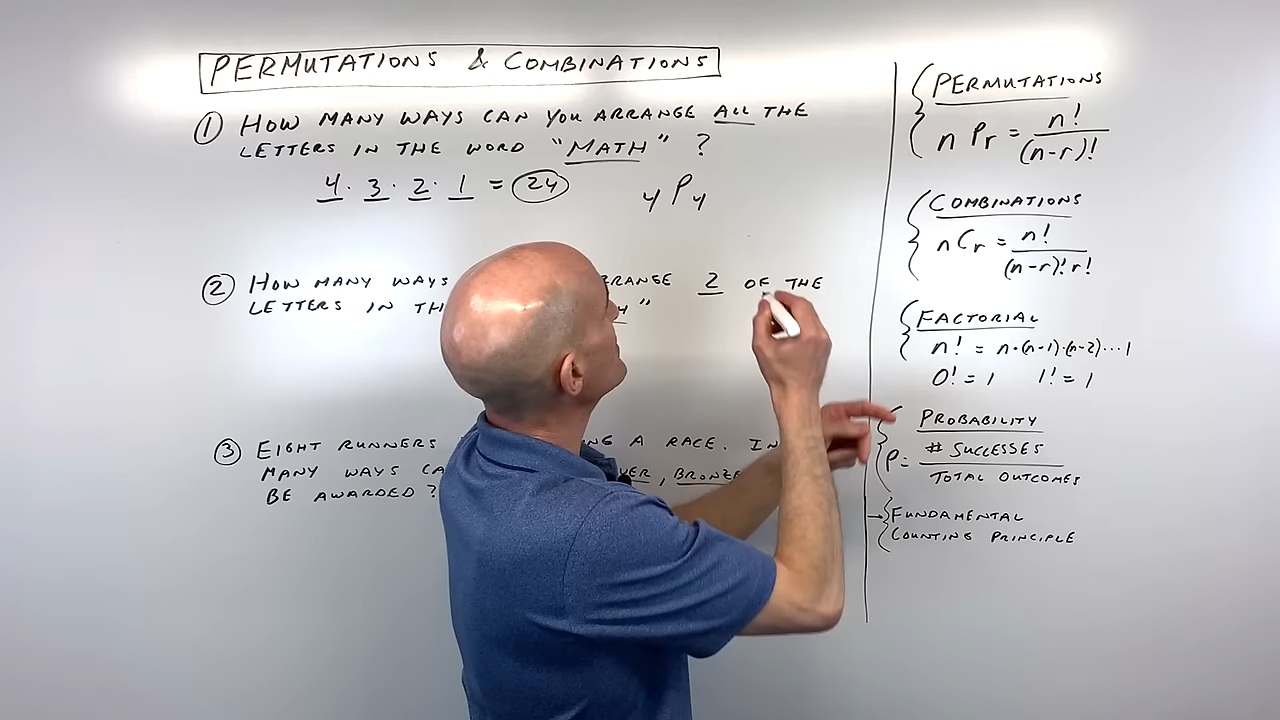 PERMUTATIONS & COMBINATIONS
① HOW MANY WAYS CAN YOU ARRANGE ALL THE
LETTERS IN THE WORD "MATH" ?
4 · 3 · 2 · 1 = 24 4P4
② HOW MANY WAYS 2 OF THE
LETTERS IN
③ EIGHT RUNNERS A RACE. IN
MANY WAYS BRONZE
BE AWARDED ?
PERMUTATIONS
nPr = n!/(n-r)!
COMBINATIONS
nCr = n!/(n-r)!r!
FACTORIAL
n! = n·(n-1)·(n-2)···1
0! = 1 1! = 1
PROBABILITY
P = # SUCCESSES/TOTAL OUTCOMES
→ FUNDAMENTAL
COUNTING PRINCIPLE